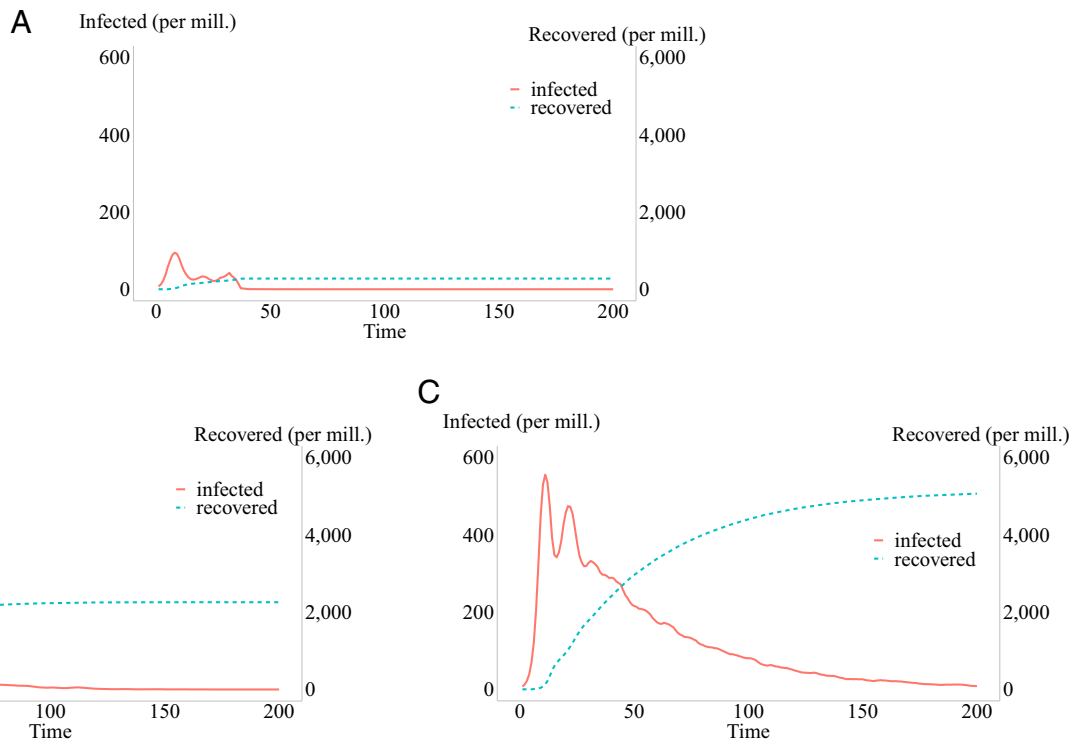 A
Infected (per mill.)
Recovered (per mill.)
600
6,000
infected
recovered
400
4,000
200
2,000
0
0
0
50
100
150
200
Time
Recovered (per mill.)
6,000
infected
recovered
4,000
2,000
0
100
150
200
Time
C
Infected (per mill.)
Recovered (per mill.)
600
6,000
400
4,000
infected
recovered
200
2,000
0
0
0
50
100
150
200
Time